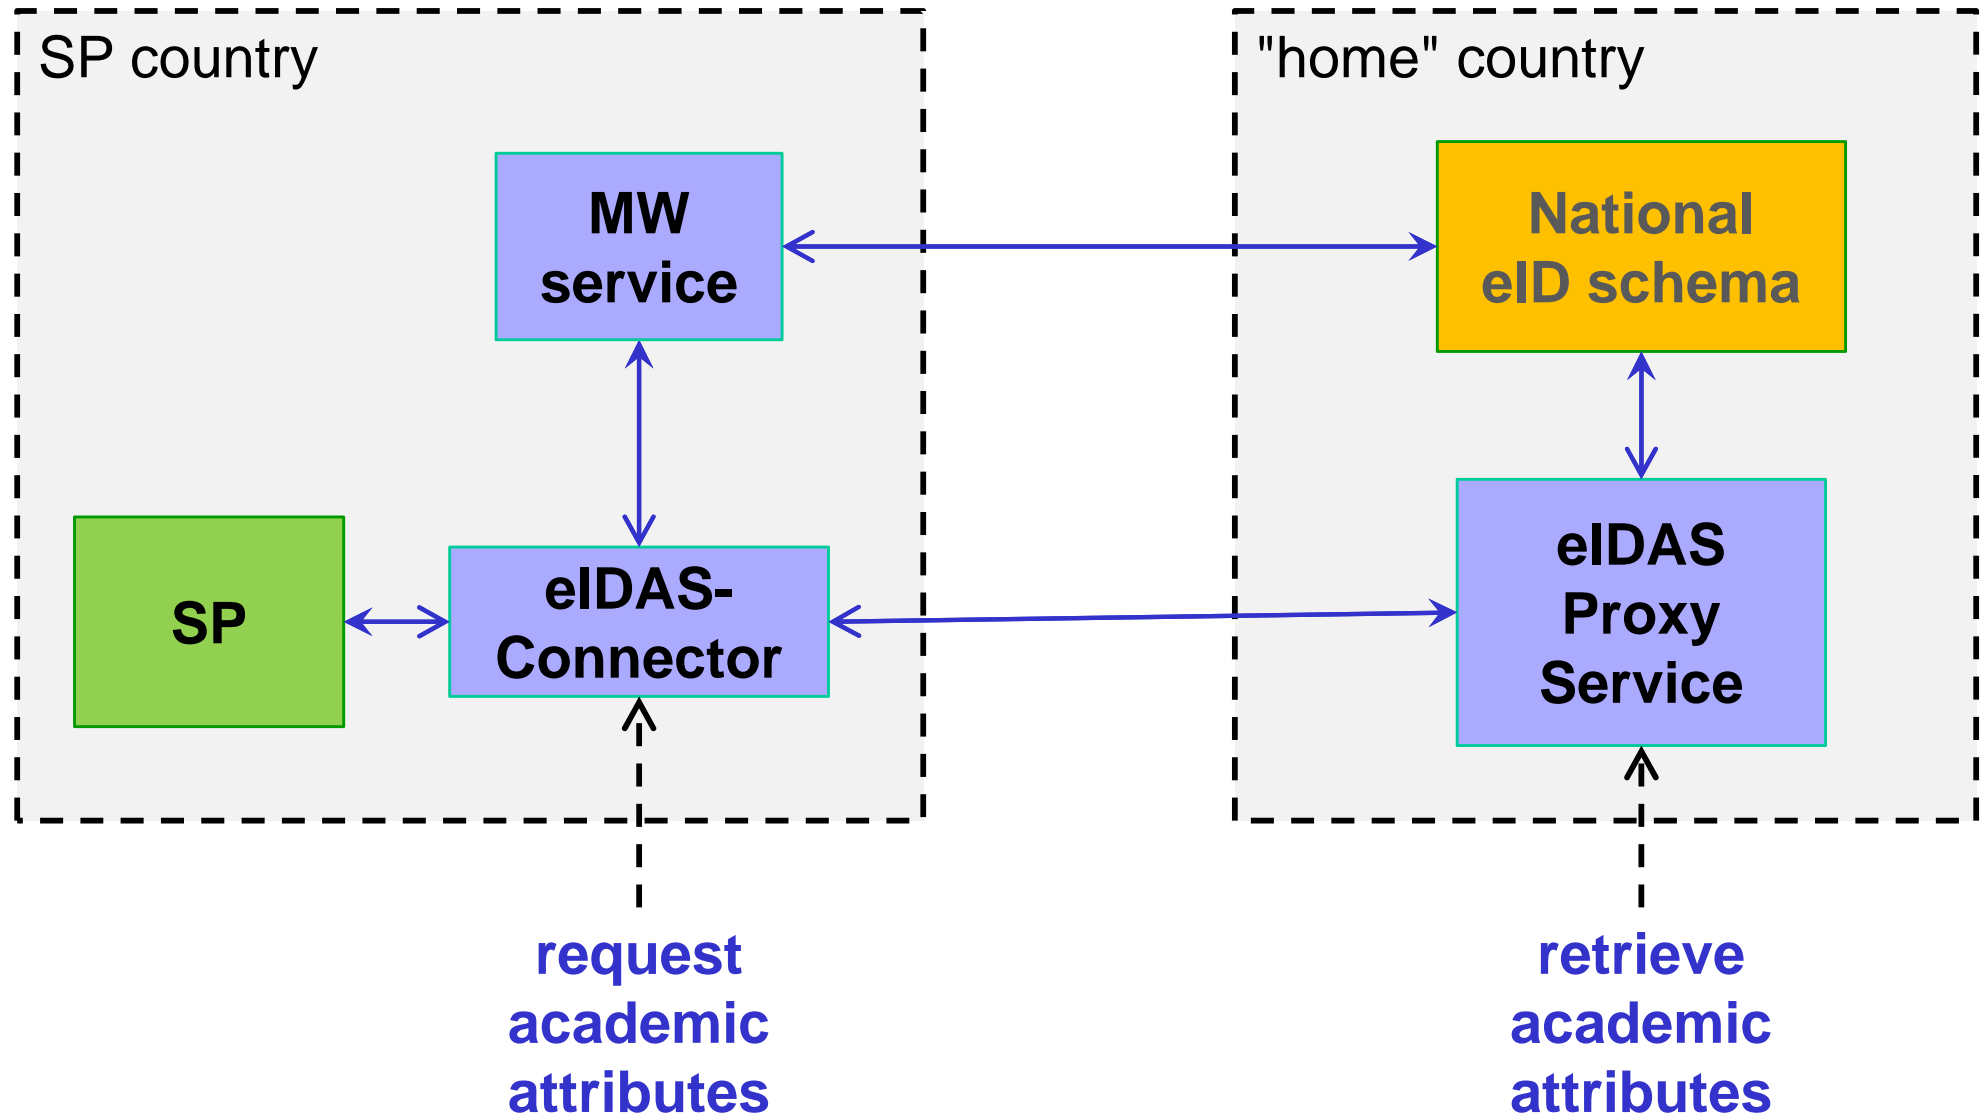 SP country
MW
service
SP
eIDAS-
Connector
request
academic
attributes
"home" country
National
eID schema
eIDAS
Proxy
Service
retrieve
academic
attributes